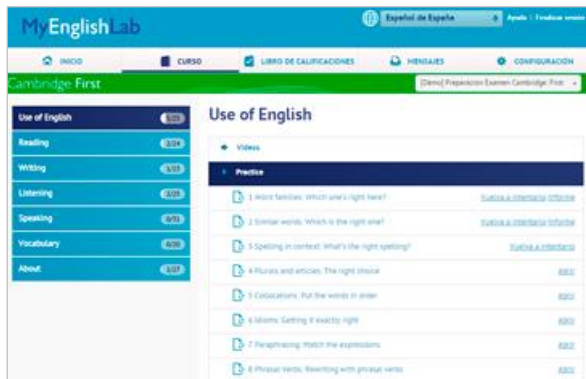 MyEnglishLab
Español de España
Ayuda | Finalizar sesión
INICIO
CURSO
LIBRO DE CALIFICACIONES
MENSAJES
CONFIGURACIÓN
Cambridge First
[Demo] Preparación Examen Cambridge: First
Use of English
Reading
Writing
Listening
Speaking
Vocabulary
About
Use of English
Videos
Practice
1 Word families: Which one's right here?
Vuelva a intentarlo Informe
2 Similar words: Which is the right one?
Vuelva a intentarlo Informe
3 Spelling in context: What's the right spelling?
Vuelva a intentarlo
4 Plurals and articles: The right choice
Abrir
5 Collocations: Put the words in order
Abrir
6 Idioms: Getting it exactly right
Abrir
7 Paraphrasing: Match the expressions
Abrir
8 Phrasal Verbs: Rewriting with phrasal verbs
Abrir